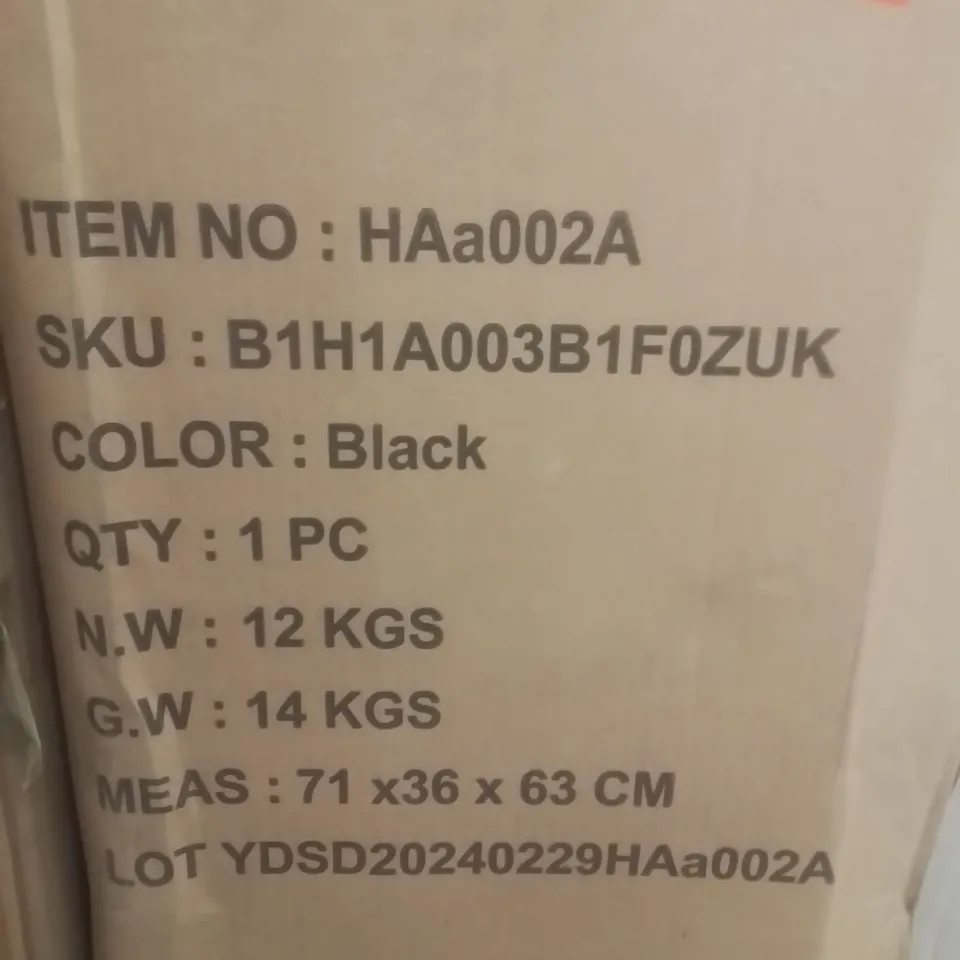 ITEM NO : HAa002A
SKU : B1H1A003B1F0ZUK
COLOR : Black
QTY : 1 PC
N.W : 12 KGS
G.W : 14 KGS
MEAS : 71 x36 x 63 CM
LOT YDSD20240229HAa002A